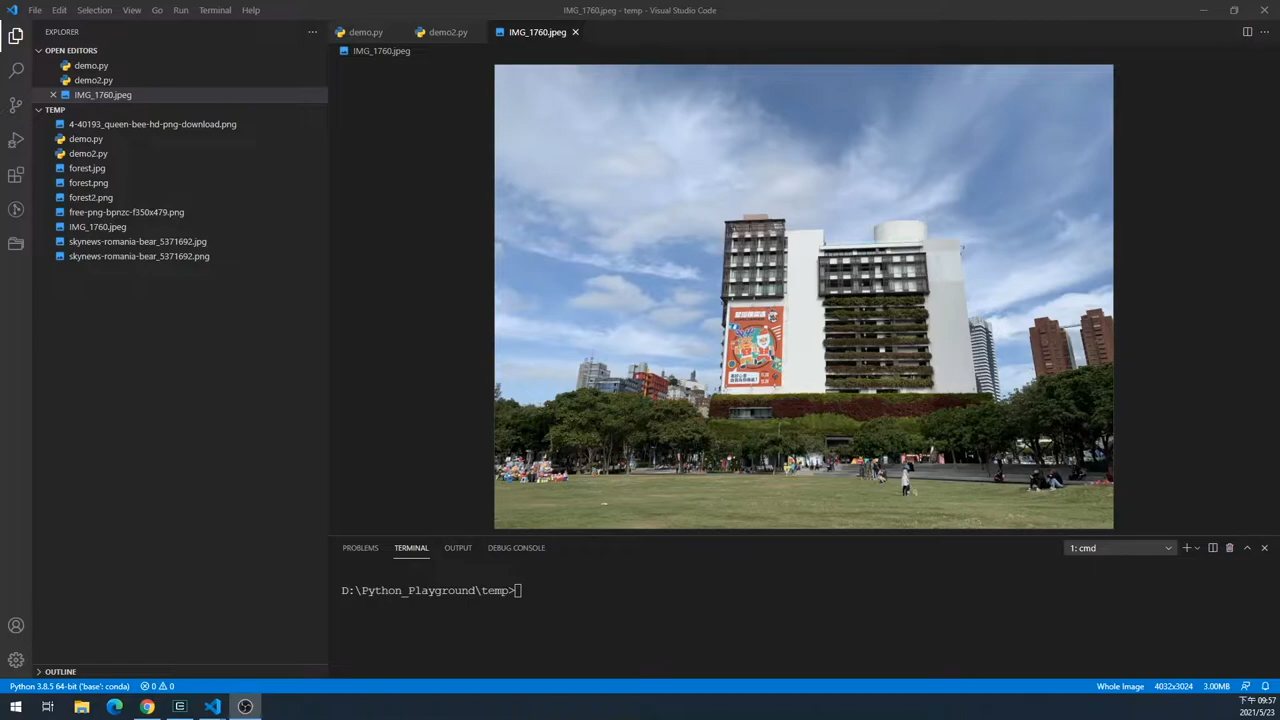 File Edit Selection View Go Run Terminal Help
IMG_1760.jpeg - temp - Visual Studio Code
EXPLORER
OPEN EDITORS
demo.py
demo2.py
IMG_1760.jpeg
TEMP
4-40193_queen-bee-hd-png-download.png
demo.py
demo2.py
forest.jpg
forest.png
forest2.png
free-png-bpnzc-f350x479.png
IMG_1760.jpeg
skynews-romania-bear_5371692.jpg
skynews-romania-bear_5371692.png
OUTLINE
demo.py demo2.py IMG_1760.jpeg
IMG_1760.jpeg
PROBLEMS TERMINAL OUTPUT DEBUG CONSOLE
1: cmd
D:\Python_Playground\temp>
Python 3.8.5 64-bit ('base': conda) 0 0
Whole Image 4032x3024 3.00MB
下午 09:57
2021/5/23